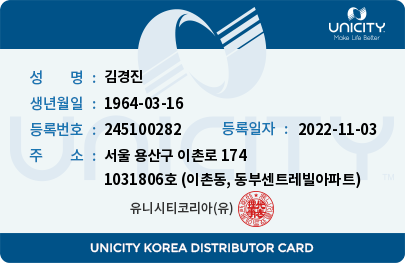 UNICITY
Make Life Better
성 명 : 김경진
생년월일 : 1964-03-16
등록번호 : 245100282 등록일자 : 2022-11-03
주 소 : 서울 용산구 이촌로 174
1031806호 (이촌동, 동부센트레빌아파트)
유니시티코리아(유)
UNICITY KOREA DISTRIBUTOR CARD